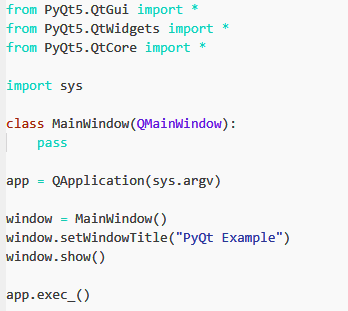 from PyQt5.QtGui import *
from PyQt5.QtWidgets import *
from PyQt5.QtCore import *

import sys

class MainWindow(QMainWindow):
    pass

app = QApplication(sys.argv)

window = MainWindow()
window.setWindowTitle("PyQt Example")
window.show()

app.exec_()